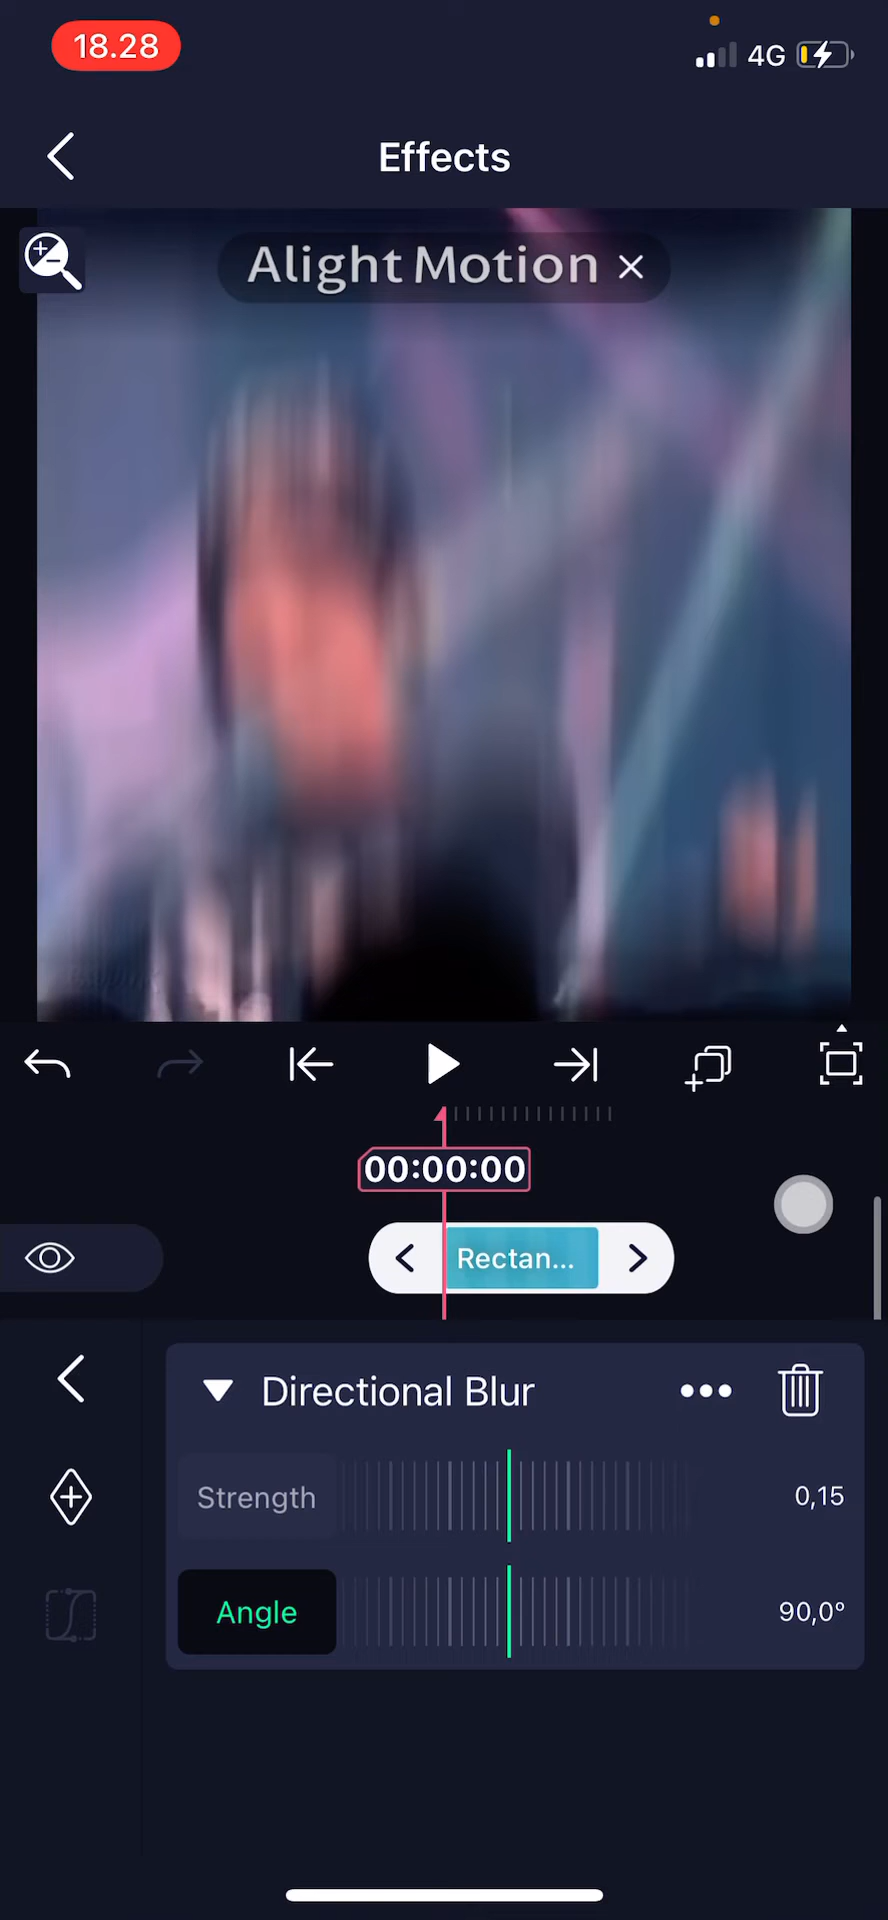 18.28
4G
Effects
Alight Motion ×
00:00:00
Rectan...
Directional Blur
Strength
0,15
Angle
90,0°